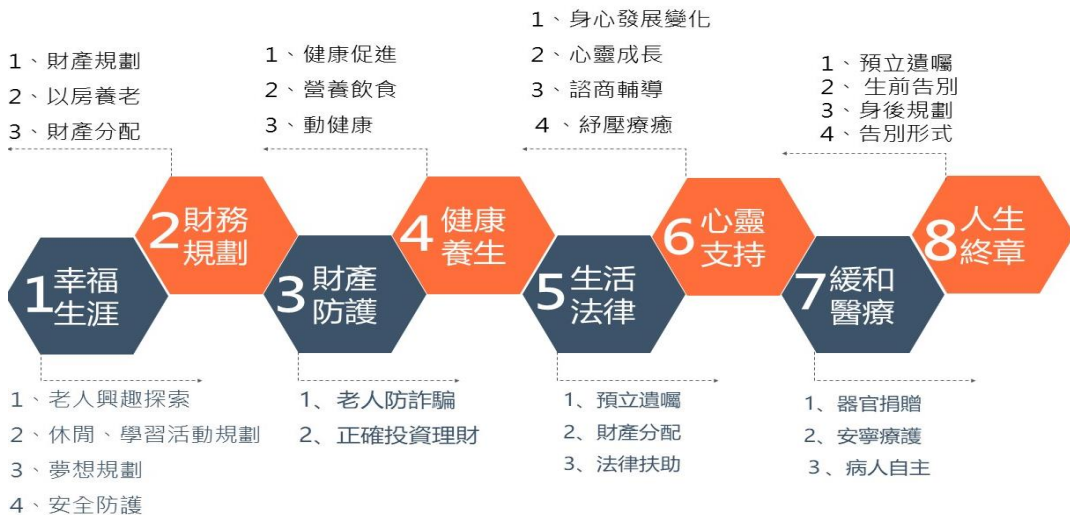 1、財產規劃
2、以房養老
3、財產分配
1、健康促進
2、營養飲食
3、動健康
1、身心發展變化
2、心靈成長
3、諮商輔導
4、紓壓療癒
1、預立遺囑
2、生前告別
3、身後規劃
4、告別形式
1幸福
生涯
2財務
規劃
3財產
防護
4健康
養生
5生活
法律
6心靈
支持
7緩和
醫療
8人生
終章
1、老人興趣探索
2、休閒、學習活動規劃
3、夢想規劃
4、安全防護
1、老人防詐騙
2、正確投資理財
1、預立遺囑
2、財產分配
3、法律扶助
1、器官捐贈
2、安寧療護
3、病人自主